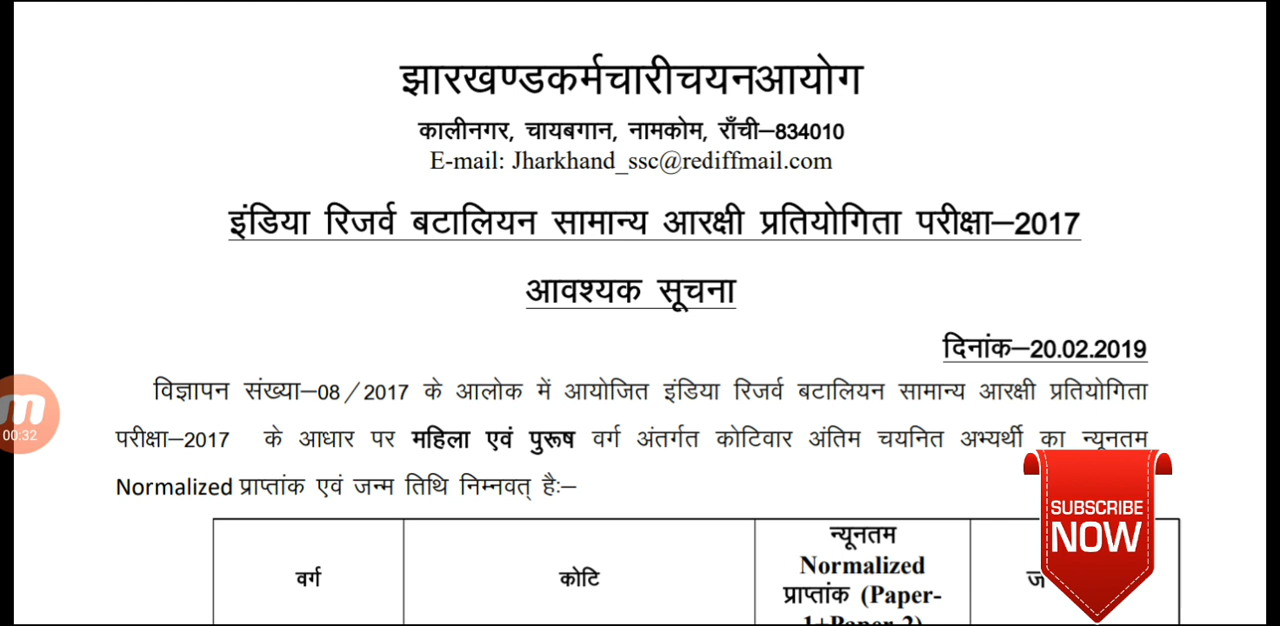 झारखण्डकर्मचारीचयनआयोग
कालीनगर, चायबगान, नामकोम, राँची–834010
E-mail: Jharkhand_ssc@rediffmail.com
इंडिया रिजर्व बटालियन सामान्य आरक्षी प्रतियोगिता परीक्षा–2017
आवश्यक सूचना
दिनांक–20.02.2019
विज्ञापन संख्या–08/2017 के आलोक में आयोजित इंडिया रिजर्व बटालियन सामान्य आरक्षी प्रतियोगिता
परीक्षा–2017 के आधार पर महिला एवं पुरूष वर्ग अंतर्गत कोटिवार अंतिम चयनित अभ्यर्थी का न्यूनतम
00:32
Normalized प्राप्तांक एवं जन्म तिथि निम्नवत् है:–
SUBSCRIBE
NOW
वर्ग
कोटि
न्यूनतम
Normalized
प्राप्तांक (Paper-
1+Paper-2)